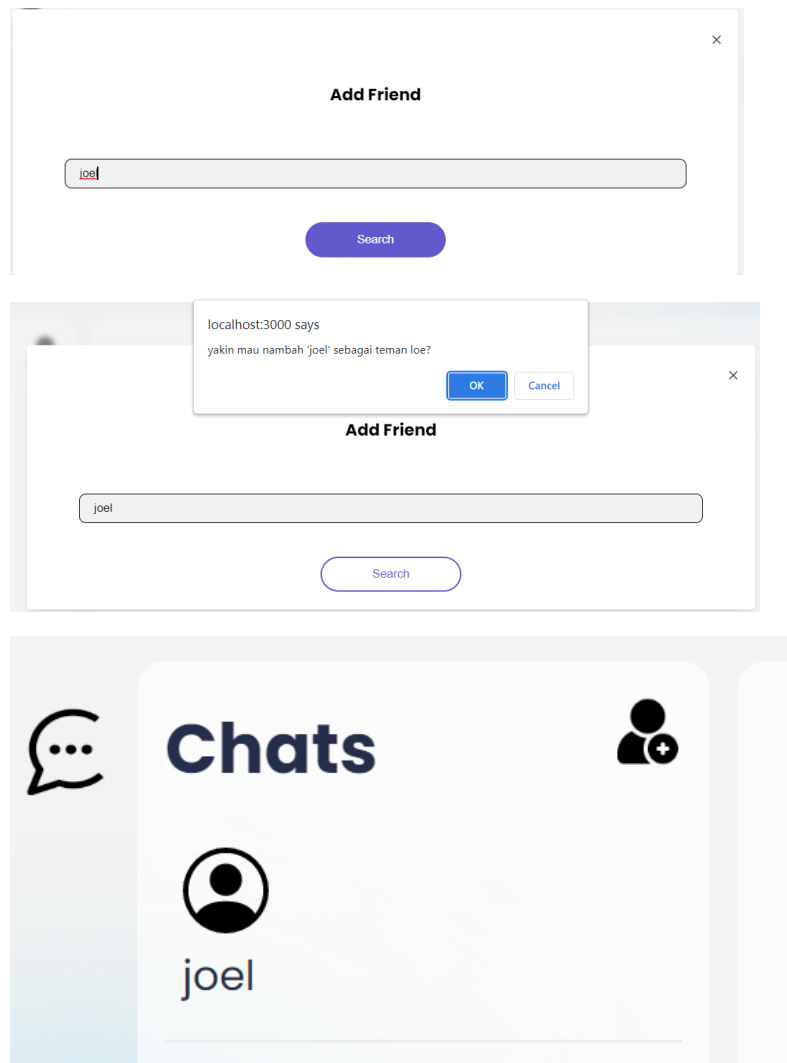 Add Friend
joel
Search
localhost:3000 says
yakin mau nambah 'joel' sebagai teman loe?
OK Cancel
Add Friend
joel
Search
Chats
joel